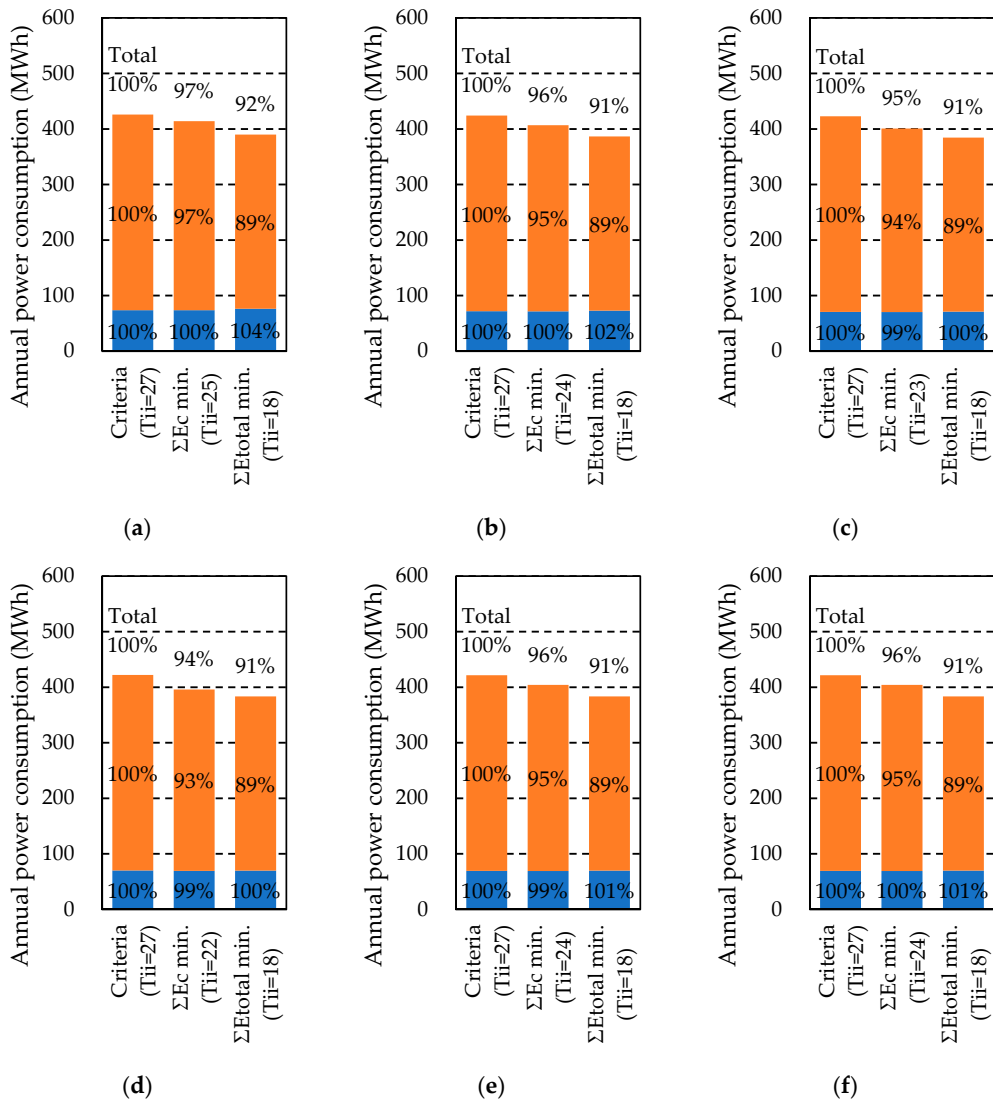 Annual power consumption (MWh)
600
500
400
300
200
100
0
Total
100%
97%
92%
100%
97%
89%
100%
100%
104%
Criteria
(Tii=27)
ΣEc min.
(Tii=25)
ΣEtotal min.
(Tii=18)
(a)
Annual power consumption (MWh)
600
500
400
300
200
100
0
Total
100%
96%
91%
100%
95%
89%
100%
100%
102%
Criteria
(Tii=27)
ΣEc min.
(Tii=24)
ΣEtotal min.
(Tii=18)
(b)
Annual power consumption (MWh)
600
500
400
300
200
100
0
Total
100%
95%
91%
100%
94%
89%
100%
99%
100%
Criteria
(Tii=27)
ΣEc min.
(Tii=23)
ΣEtotal min.
(Tii=18)
(c)
Annual power consumption (MWh)
600
500
400
300
200
100
0
Total
100%
94%
91%
100%
93%
89%
100%
99%
100%
Criteria
(Tii=27)
ΣEc min.
(Tii=22)
ΣEtotal min.
(Tii=18)
(d)
Annual power consumption (MWh)
600
500
400
300
200
100
0
Total
100%
96%
91%
100%
95%
89%
100%
99%
101%
Criteria
(Tii=27)
ΣEc min.
(Tii=24)
ΣEtotal min.
(Tii=18)
(e)
Annual power consumption (MWh)
600
500
400
300
200
100
0
Total
100%
96%
91%
100%
95%
89%
100%
100%
101%
Criteria
(Tii=27)
ΣEc min.
(Tii=24)
ΣEtotal min.
(Tii=18)
(f)